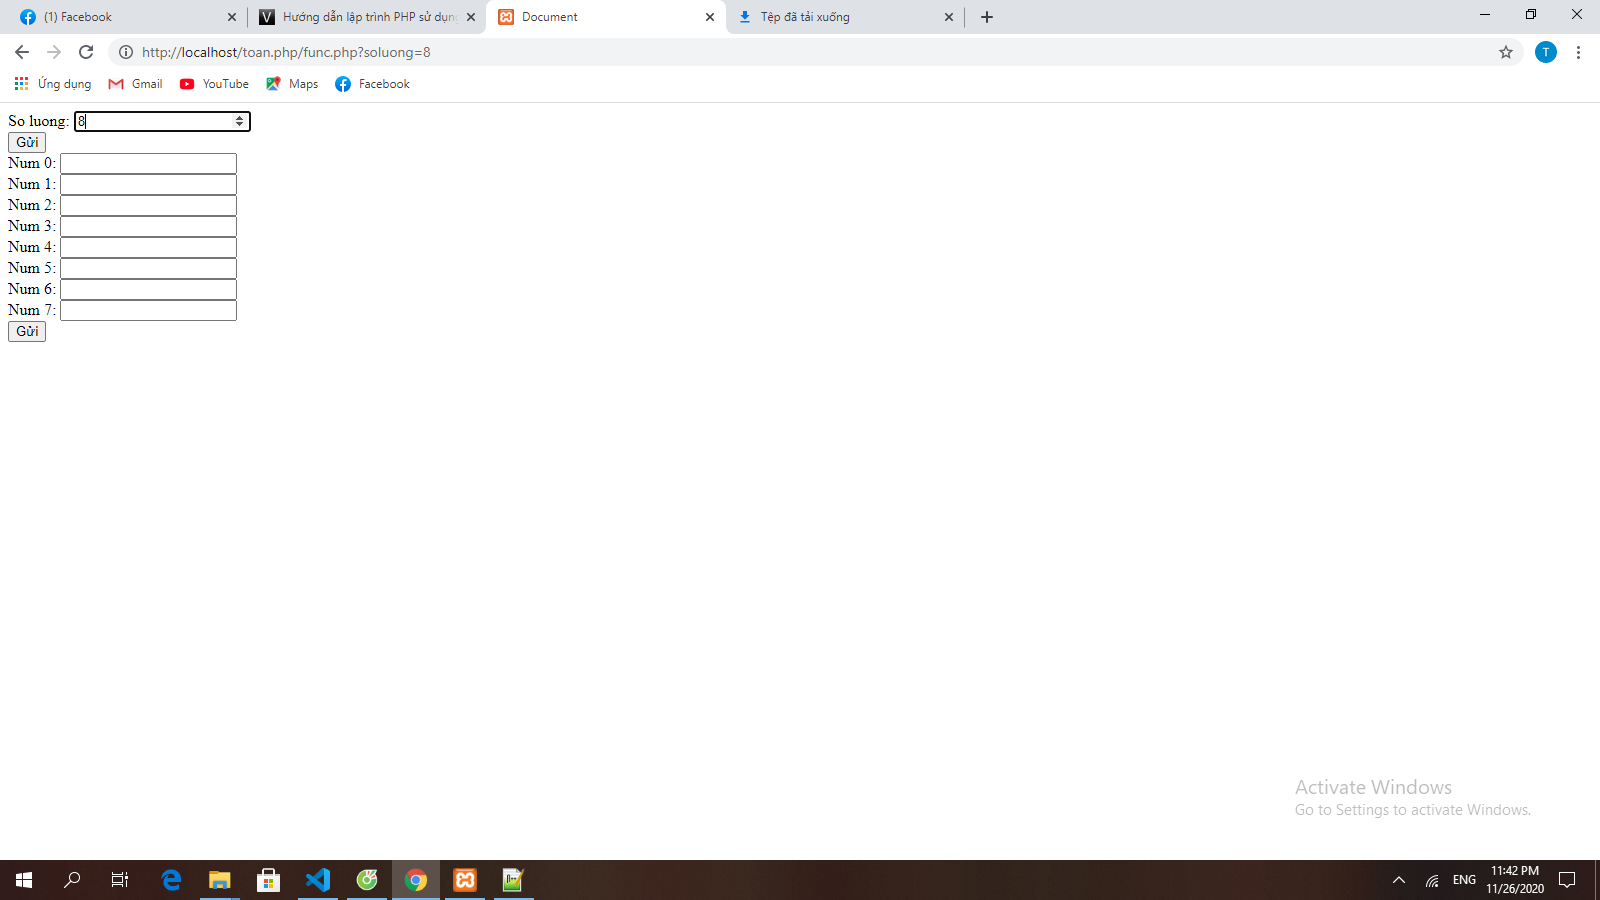 (1) Facebook
Hướng dẫn lập trình PHP sử dụn
Document
Tệp đã tải xuống
http://localhost/toan.php/func.php?soluong=8
T
Ứng dụng
Gmail
YouTube
Maps
Facebook
So luong: 8
Gửi
Num 0:
Num 1:
Num 2:
Num 3:
Num 4:
Num 5:
Num 6:
Num 7:
Gửi
Activate Windows
Go to Settings to activate Windows.
ENG
11:42 PM
11/26/2020